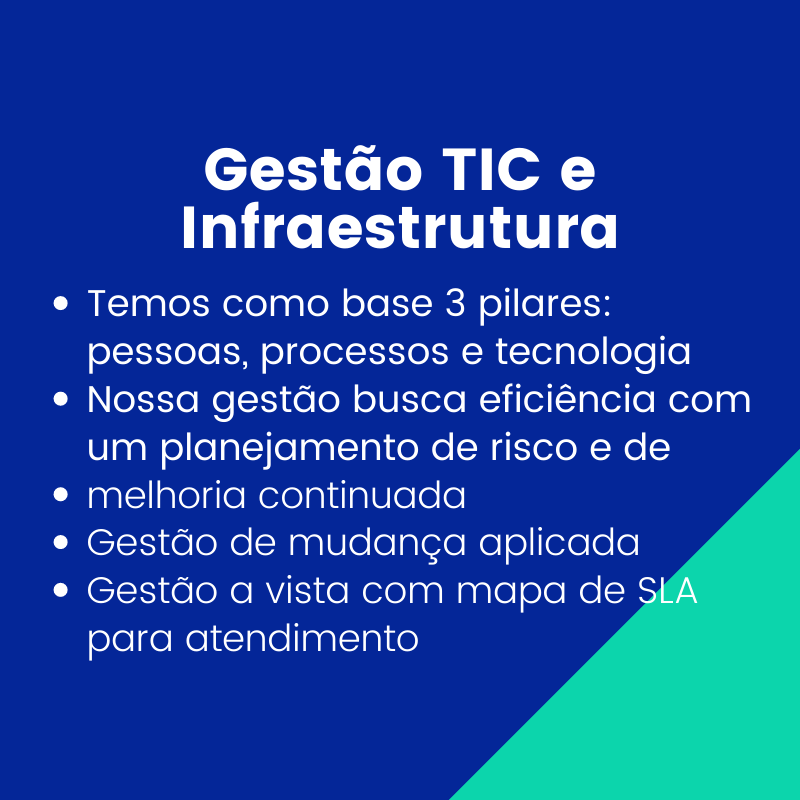 Gestão TIC e
Infraestrutura
• Temos como base 3 pilares:
pessoas, processos e tecnologia
• Nossa gestão busca eficiência com
um planejamento de risco e de
• melhoria continuada
• Gestão de mudança aplicada
• Gestão a vista com mapa de SLA
para atendimento